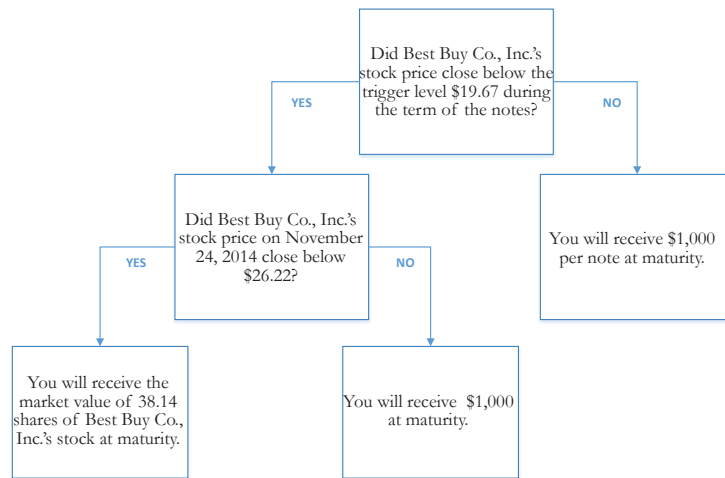 Did Best Buy Co., Inc.'s
stock price close below the
trigger level $19.67 during
the term of the notes?
YES
NO
Did Best Buy Co., Inc.'s
stock price on November
24, 2014 close below
$26.22?
You will receive $1,000
per note at maturity.
YES
NO
You will receive the
market value of 38.14
shares of Best Buy Co.,
Inc.'s stock at maturity.
You will receive $1,000
at maturity.